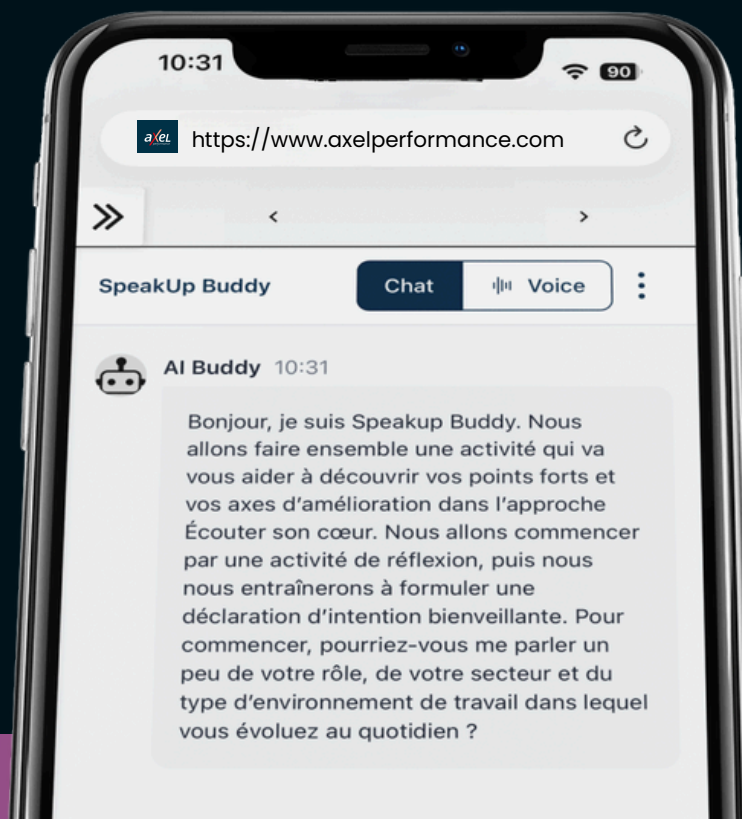 10:31
90
axel
https://www.axelperformance.com
SpeakUp Buddy
Chat
Voice
AI Buddy 10:31
Bonjour, je suis Speakup Buddy. Nous
allons faire ensemble une activité qui va
vous aider à découvrir vos points forts et
vos axes d'amélioration dans l'approche
Écouter son cœur. Nous allons commencer
par une activité de réflexion, puis nous
nous entraînerons à formuler une
déclaration d'intention bienveillante. Pour
commencer, pourriez-vous me parler un
peu de votre rôle, de votre secteur et du
type d'environnement de travail dans lequel
vous évoluez au quotidien ?